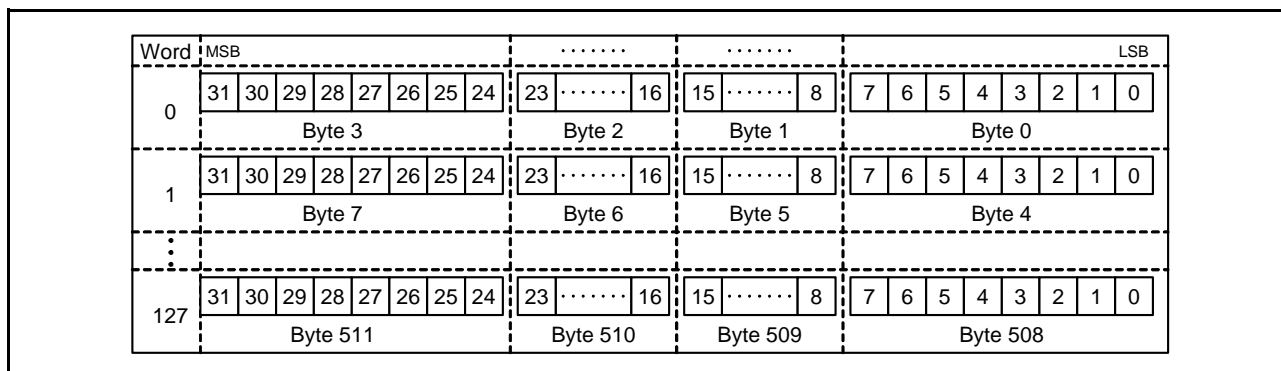 Word MSB ······· ······· LSB
0 31 30 29 28 27 26 25 24 23 ······· 16 15 ······· 8 7 6 5 4 3 2 1 0
Byte 3 Byte 2 Byte 1 Byte 0
1 31 30 29 28 27 26 25 24 23 ······· 16 15 ······· 8 7 6 5 4 3 2 1 0
Byte 7 Byte 6 Byte 5 Byte 4
⋮
127 31 30 29 28 27 26 25 24 23 ······· 16 15 ······· 8 7 6 5 4 3 2 1 0
Byte 511 Byte 510 Byte 509 Byte 508